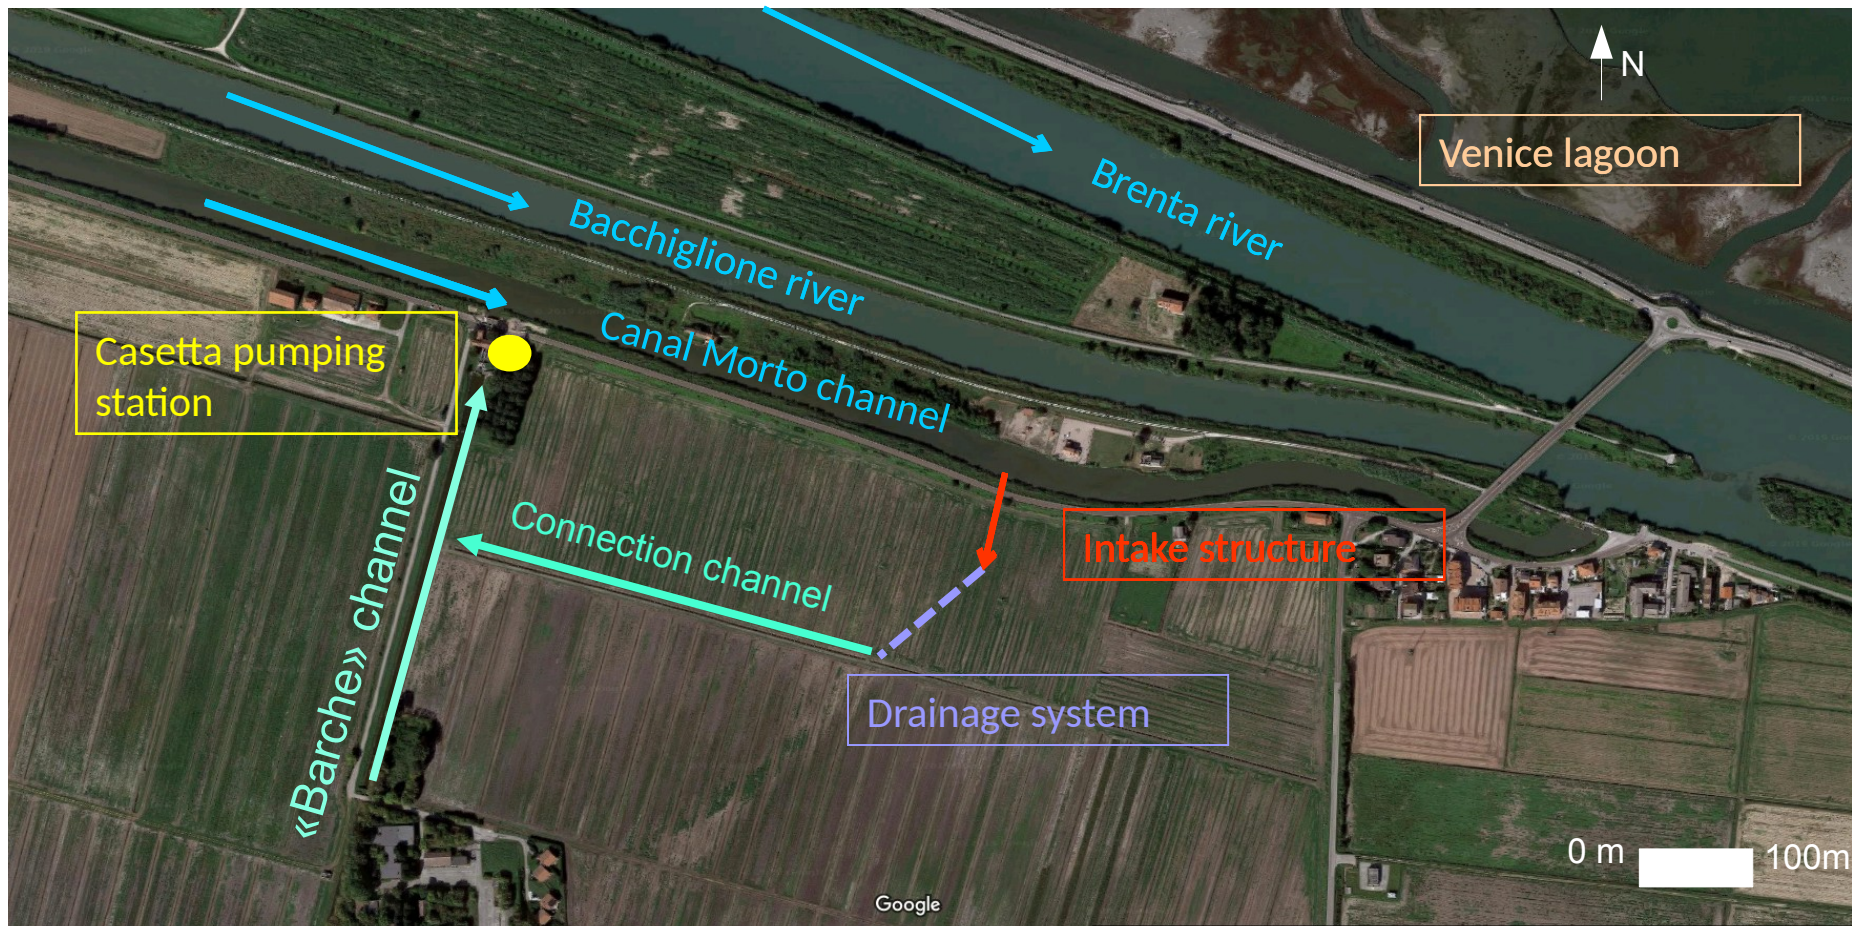 N
Venice lagoon
Brenta river
Bacchiglione river
Canal Morto channel
Casetta pumping
station
Connection channel
«Barche» channel
Intake structure
Drainage system
0 m
100m
Google